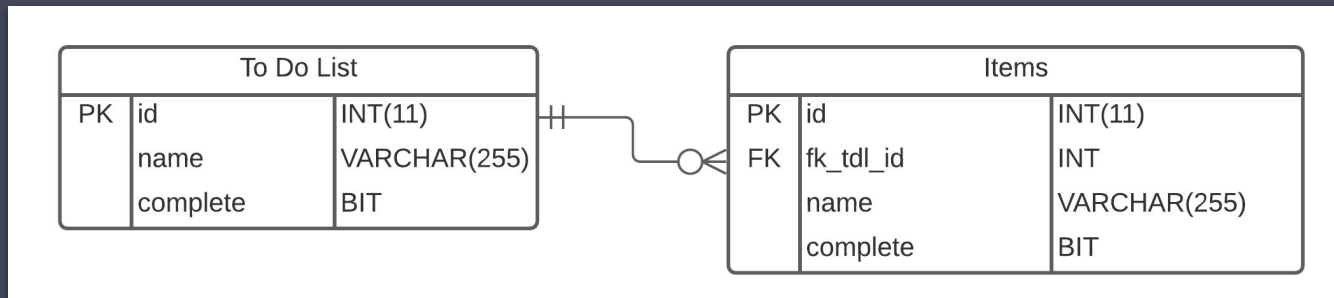 To Do List
PK id INT(11)
name VARCHAR(255)
complete BIT
Items
PK id INT(11)
FK fk_tdl_id INT
name VARCHAR(255)
complete BIT